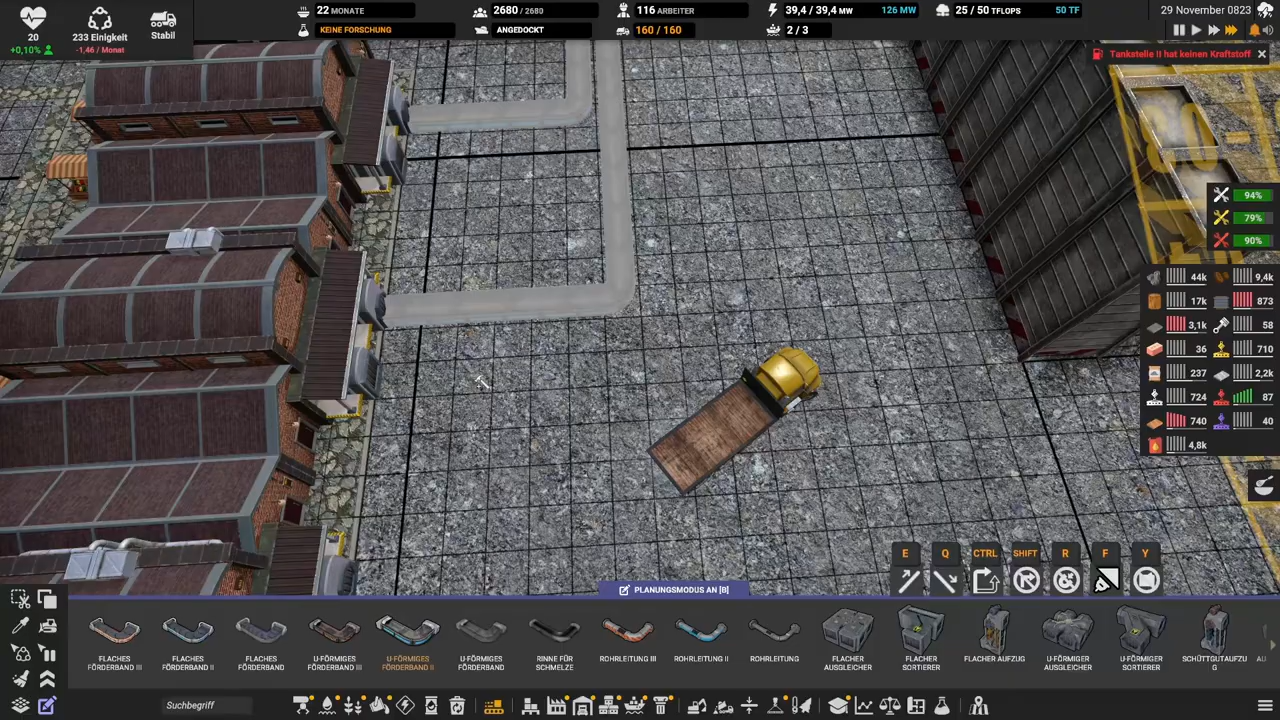 22 MONATE
2680 / 2680
116 ARBEITER
39,4 / 39,4 MW
126 MW
25 / 50 TFLOPS
50 TF
29 November 0823
20
233 Einigkeit
Stabil
+0,10%
-1,46 / Monat
KEINE FORSCHUNG
ANGEDOCKT
160 / 160
2 / 3
Tankstelle II hat keinen Kraftstoff
94%
79%
90%
44k
9,4k
17k
873
3,1k
58
36
710
237
2,2k
724
87
740
40
4,8k
E
Q
CTRL
SHIFT
R
F
Y
PLANUNGSMODUS AN [B]
FLACHES FÖRDERBAND III
FLACHES FÖRDERBAND II
FLACHES FÖRDERBAND
U-FÖRMIGES FÖRDERBAND III
U-FÖRMIGES FÖRDERBAND II
U-FÖRMIGES FÖRDERBAND
RINNE FÜR SCHMELZE
ROHRLEITUNG III
ROHRLEITUNG II
ROHRLEITUNG
FLACHER AUSGLEICHER
FLACHER SORTIERER
FLACHER AUFZUG
U-FÖRMIGER AUSGLEICHER
U-FÖRMIGER SORTIERER
SCHÜTTGUTAUFZUG
AU
Suchbegriff